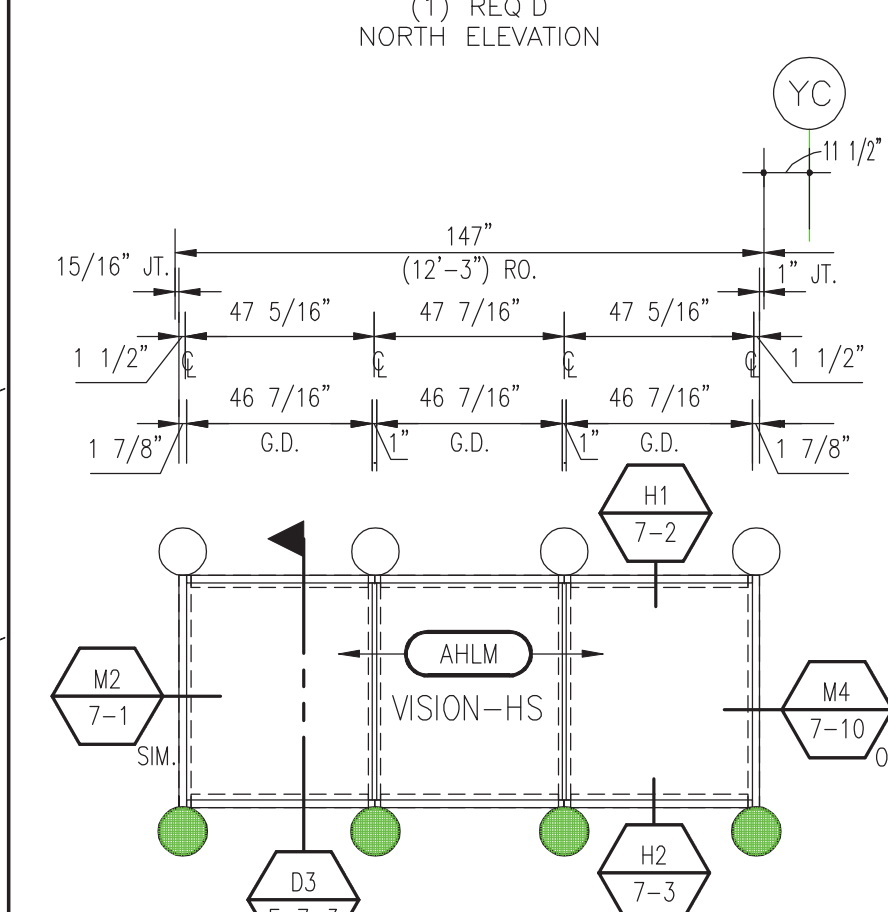 (1) REQ'D
NORTH ELEVATION
YC
11 1/2"
147"
15/16" JT.
(12'-3") RO.
1" JT.
47 5/16"
47 7/16"
47 5/16"
1 1/2"
℄
℄
℄
℄
1 1/2"
46 7/16"
46 7/16"
46 7/16"
1 7/8"
G.D.
1"
G.D.
1"
G.D.
1 7/8"
H1
7-2
AHLM
M2
7-1
SIM.
VISION-HS
M4
7-10
H2
7-3
D3